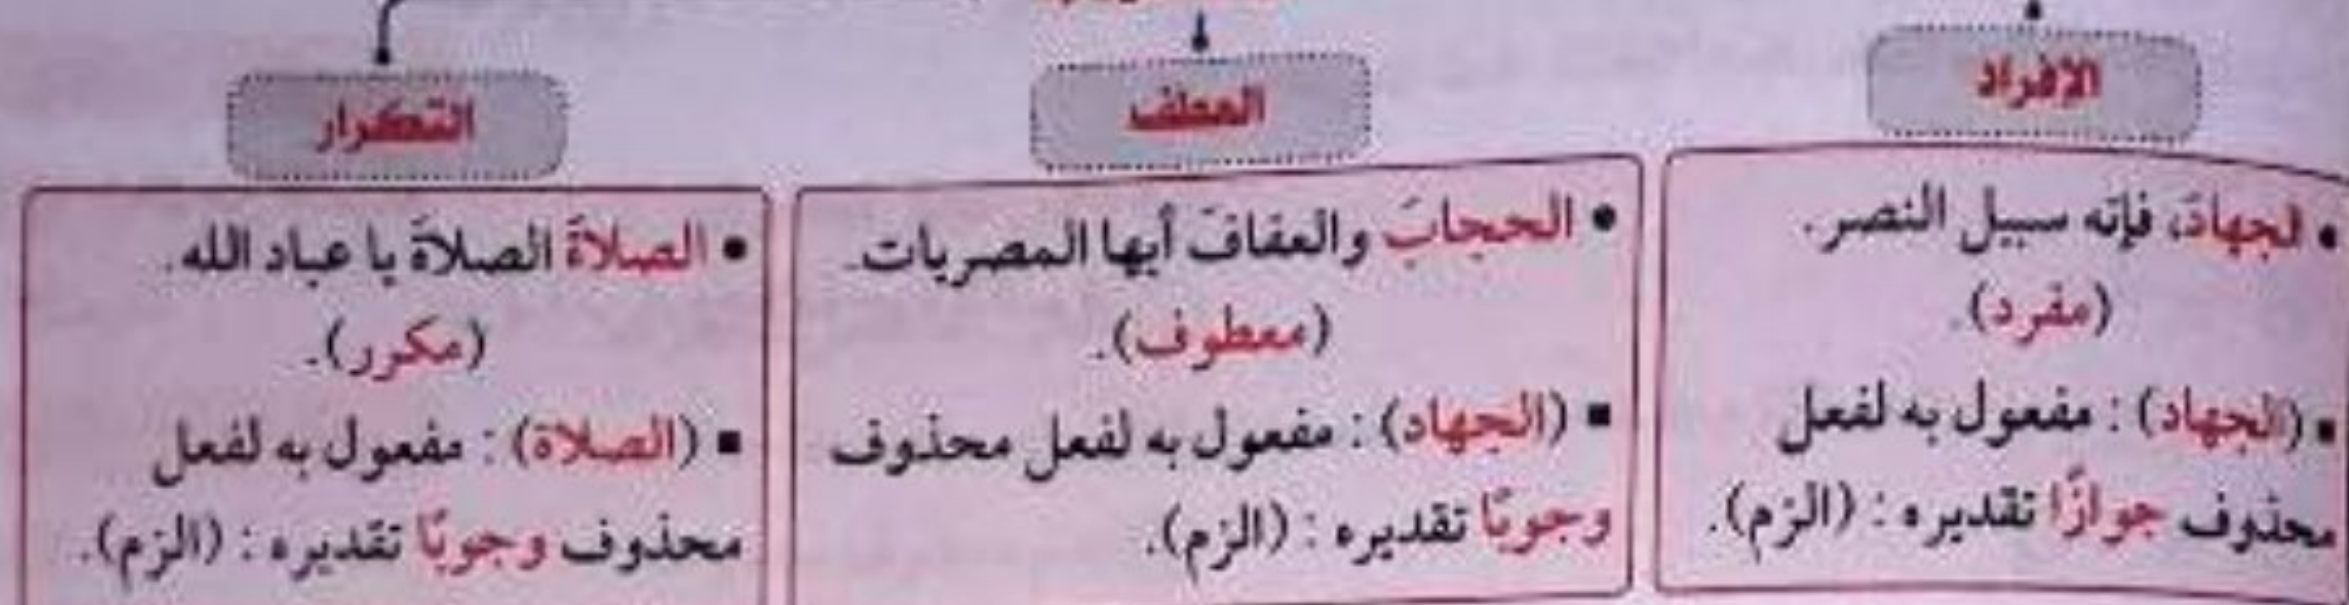 الإفراد
الجهادَ، فإنه سبيل النصر.
(مفرد).
(الجهاد) : مفعول به لفعل
محذوف جوازًا تقديره : (الزم).
العطف
الحجابَ والعفافَ أيها المصريات.
(معطوف).
(الجهاد) : مفعول به لفعل محذوف
وجوبًا تقديره : (الزم).
التكرار
الصلاةَ الصلاةَ يا عباد الله.
(مكرر).
(الصلاة) : مفعول به لفعل
محذوف وجوبًا تقديره : (الزم).